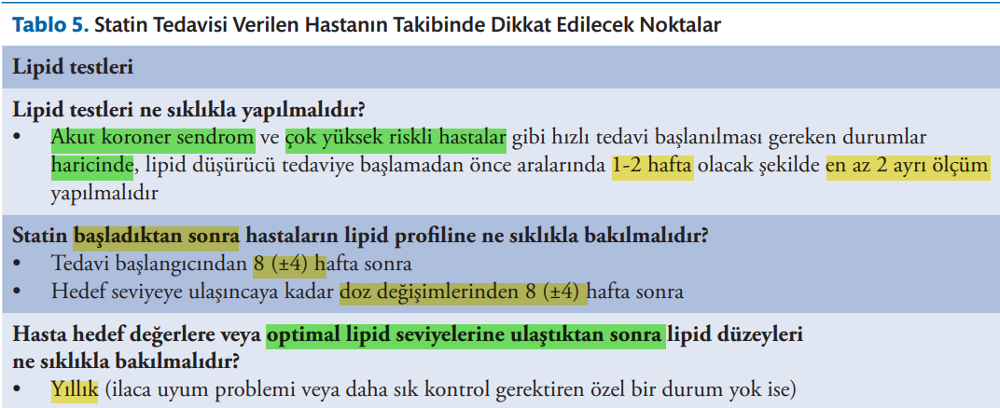 Tablo 5. Statin Tedavisi Verilen Hastanın Takibinde Dikkat Edilecek Noktalar
Lipid testleri
Lipid testleri ne sıklıkla yapılmalıdır?
• Akut koroner sendrom ve çok yüksek riskli hastalar gibi hızlı tedavi başlanılması gereken durumlar
haricinde, lipid düşürücü tedaviye başlamadan önce aralarında 1-2 hafta olacak şekilde en az 2 ayrı ölçüm
yapılmalıdır
Statin başladıktan sonra hastaların lipid profiline ne sıklıkla bakılmalıdır?
• Tedavi başlangıcından 8 (±4) hafta sonra
• Hedef seviyeye ulaşıncaya kadar doz değişimlerinden 8 (±4) hafta sonra
Hasta hedef değerlere veya optimal lipid seviyelerine ulaştıktan sonra lipid düzeyleri
ne sıklıkla bakılmalıdır?
• Yıllık (ilaca uyum problemi veya daha sık kontrol gerektiren özel bir durum yok ise)